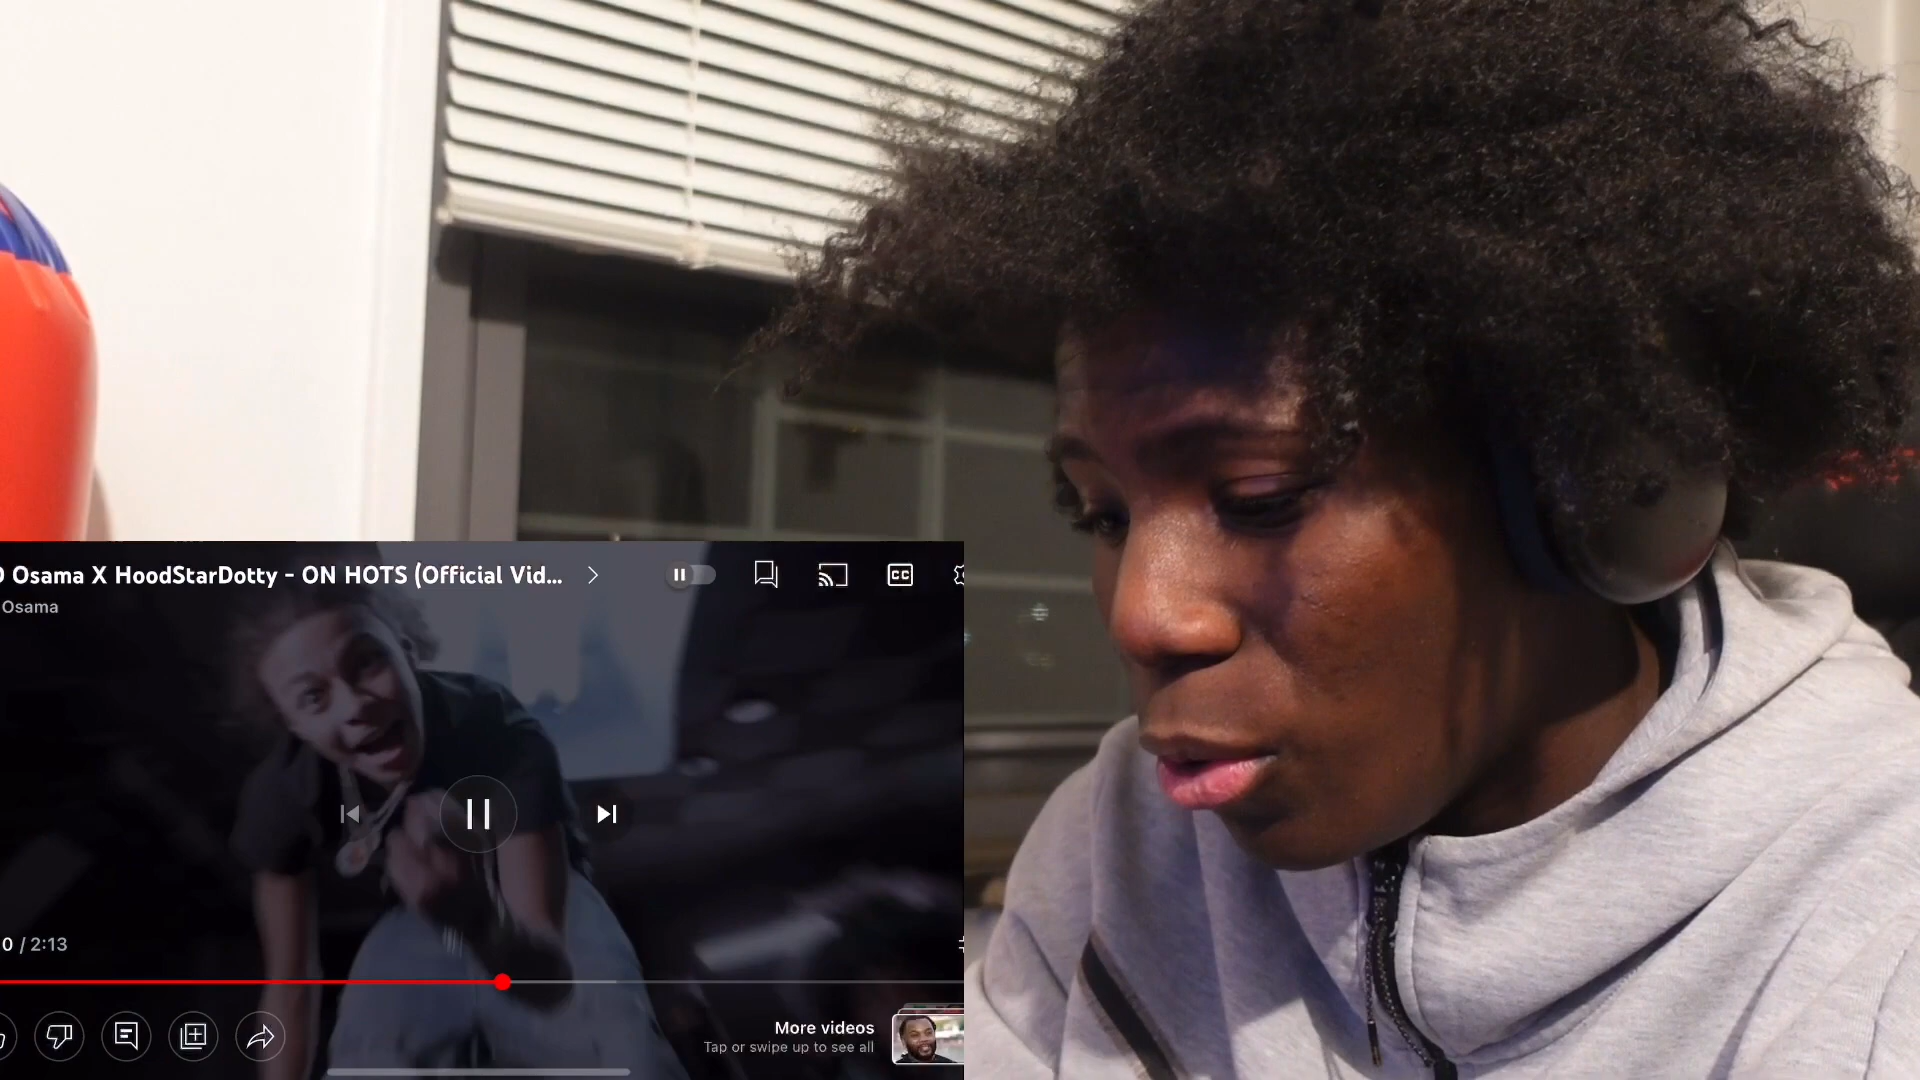 Osama X HoodStarDotty - ON HOTS (Official Vid...
CC
Osama
0 / 2:13
More videos
Tap or swipe up to see all